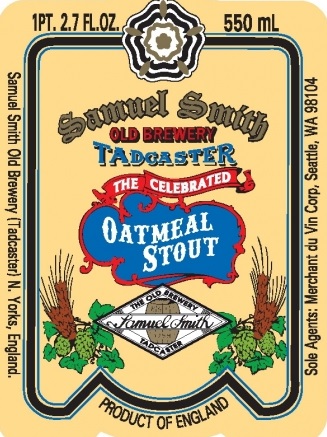 1PT. 2.7 FL.OZ.
550 mL
Samuel Smith
OLD BREWERY
TADCASTER
THE CELEBRATED
OATMEAL
STOUT
THE OLD BREWERY
Samuel Smith
TADCASTER
PRODUCT OF ENGLAND
Samuel Smith Old Brewery (Tadcaster) N. Yorks, England.
Sole Agents: Merchant du Vin Corp, Seattle, WA 98104